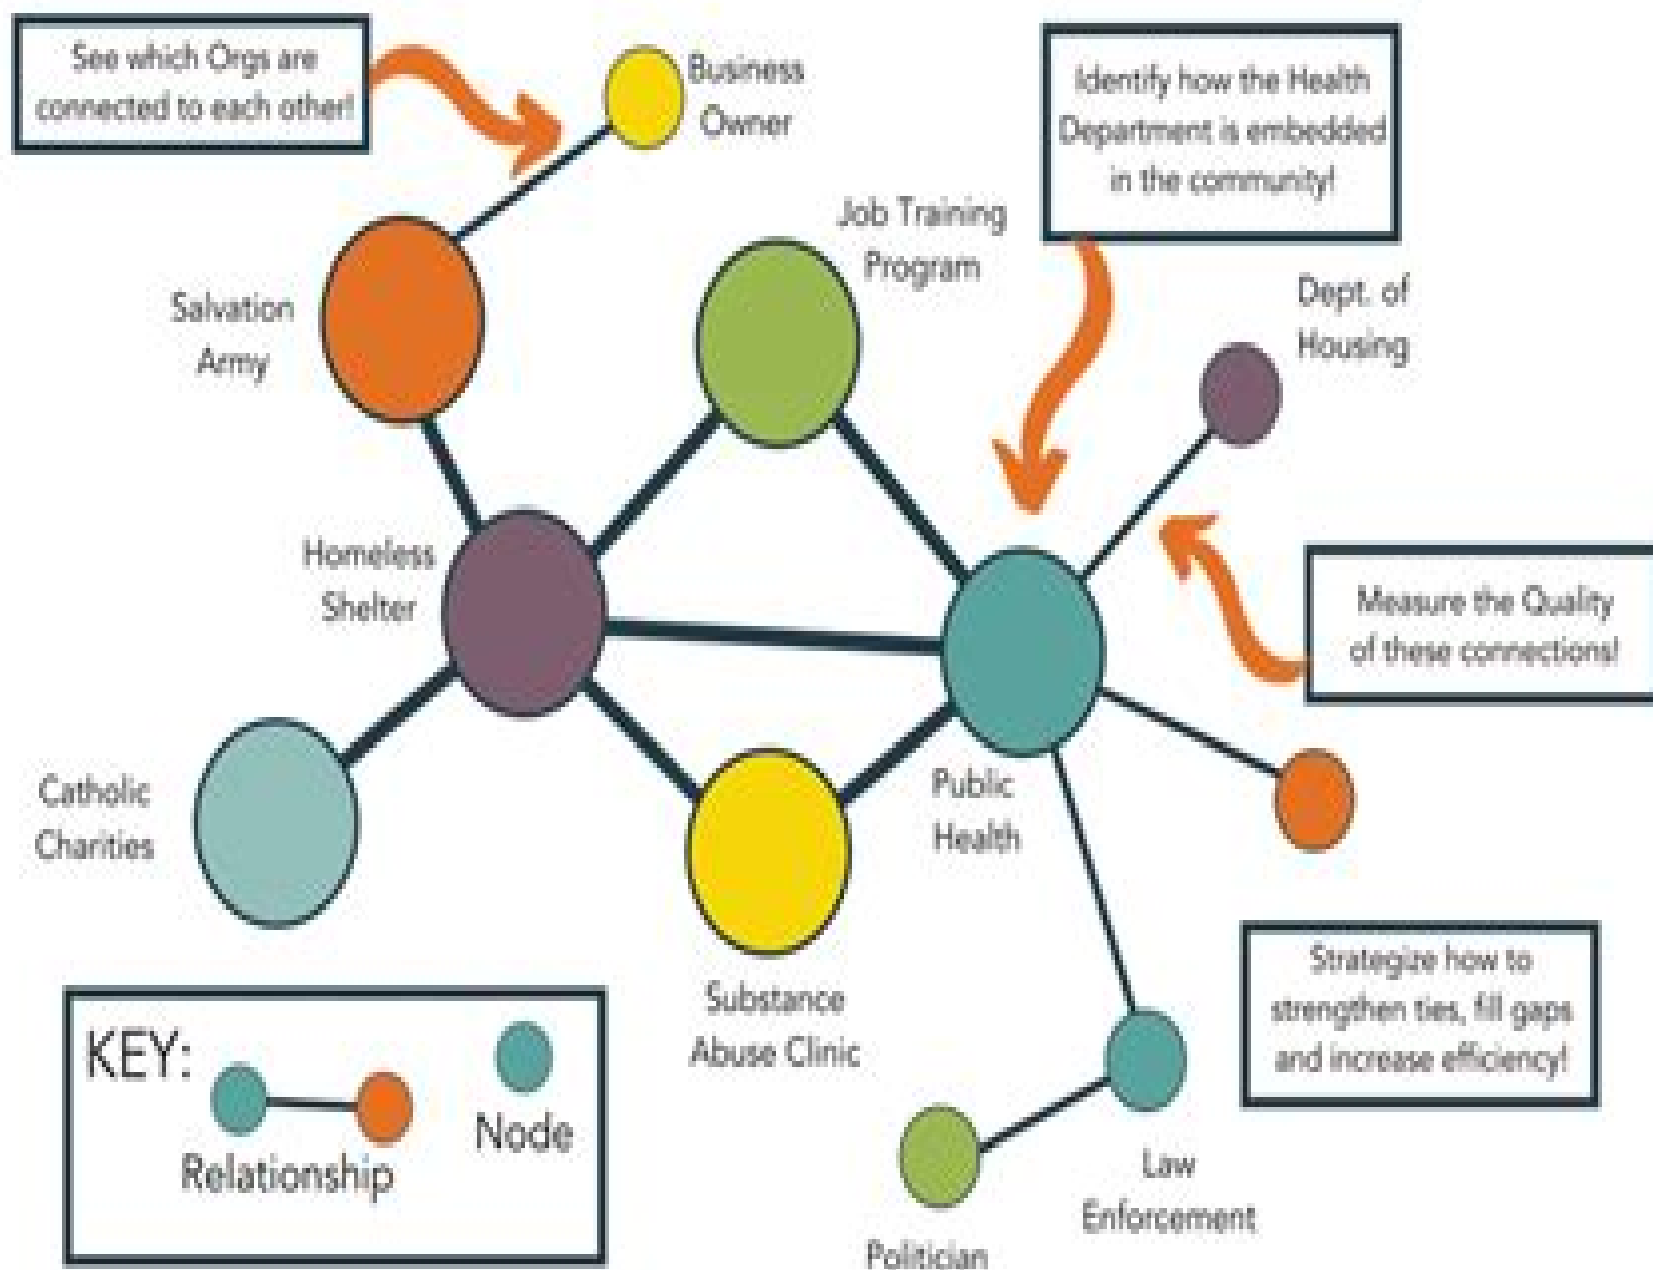 See which Orgs are
connected to each other!
Business
Owner
Identify how the Health
Department is embedded
in the community!
Job Training
Program
Salvation
Army
Dept. of
Housing
Homeless
Shelter
Measure the Quality
of these connections!
Catholic
Charities
Public
Health
Substance
Abuse Clinic
Strategize how to
strengthen ties, fill gaps
and increase efficiency!
KEY:
Relationship
Node
Law
Enforcement
Politician